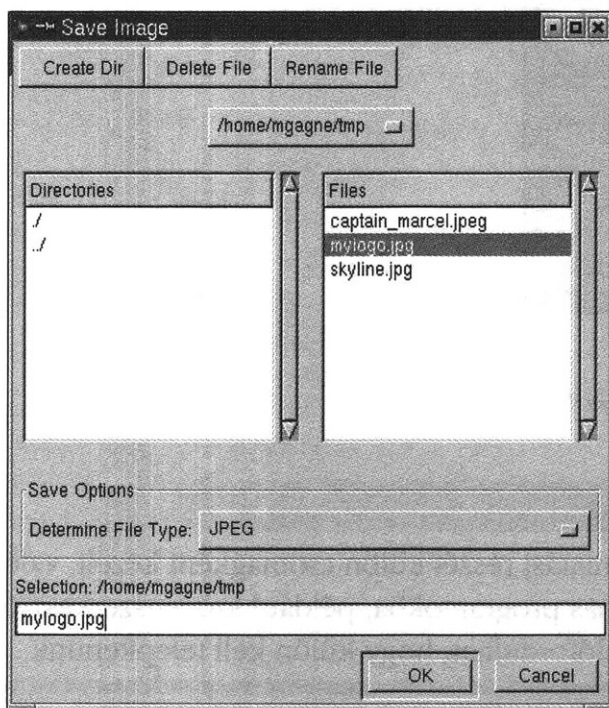 Save Image
Create Dir Delete File Rename File
/home/mgagne/tmp
Directories
./
../
Files
captain_marcel.jpeg
mylogo.jpg
skyline.jpg
Save Options
Determine File Type: JPEG
Selection: /home/mgagne/tmp
mylogo.jpg
OK Cancel